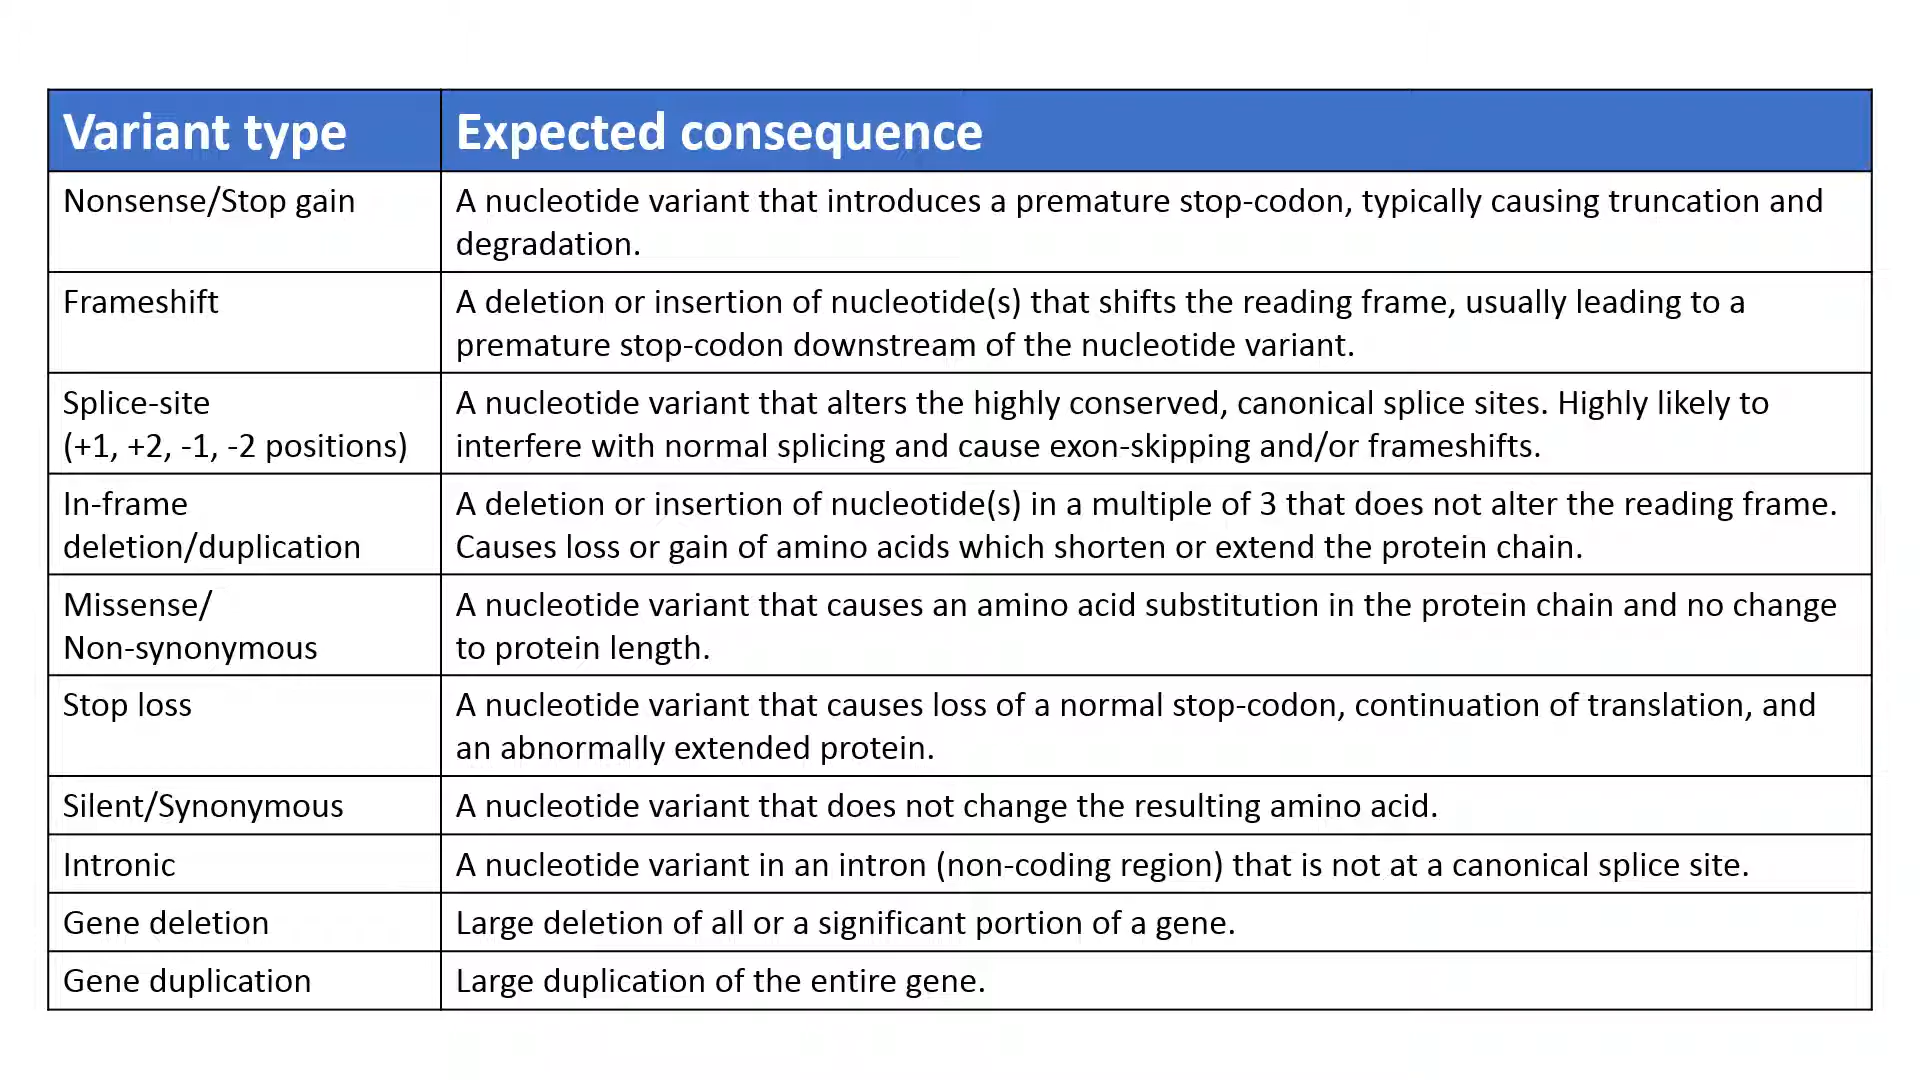 Variant type
Expected consequence
Nonsense/Stop gain
A nucleotide variant that introduces a premature stop-codon, typically causing truncation and
degradation.
Frameshift
A deletion or insertion of nucleotide(s) that shifts the reading frame, usually leading to a
premature stop-codon downstream of the nucleotide variant.
Splice-site
(+1, +2, -1, -2 positions)
A nucleotide variant that alters the highly conserved, canonical splice sites. Highly likely to
interfere with normal splicing and cause exon-skipping and/or frameshifts.
In-frame
deletion/duplication
A deletion or insertion of nucleotide(s) in a multiple of 3 that does not alter the reading frame.
Causes loss or gain of amino acids which shorten or extend the protein chain.
Missense/
Non-synonymous
A nucleotide variant that causes an amino acid substitution in the protein chain and no change
to protein length.
Stop loss
A nucleotide variant that causes loss of a normal stop-codon, continuation of translation, and
an abnormally extended protein.
Silent/Synonymous
A nucleotide variant that does not change the resulting amino acid.
Intronic
A nucleotide variant in an intron (non-coding region) that is not at a canonical splice site.
Gene deletion
Large deletion of all or a significant portion of a gene.
Gene duplication
Large duplication of the entire gene.